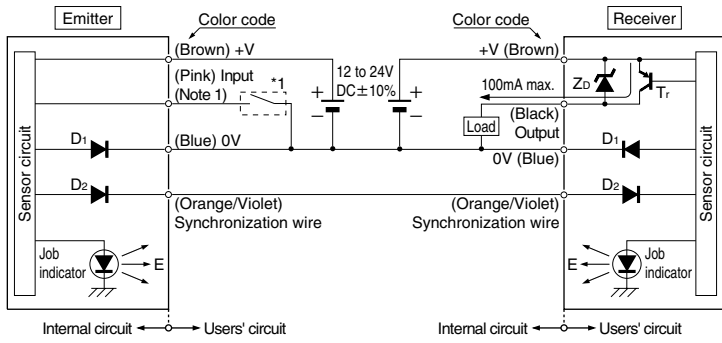 Emitter
Color code
Color code
Receiver
(Brown) +V
+V (Brown)
(Pink) Input
(Note 1)
*1
12 to 24V
DC±10%
+
−
+
−
100mA max.
ZD
Tr
Load
(Black)
Output
Sensor circuit
Sensor circuit
D1
(Blue) 0V
0V (Blue)
D1
D2
D2
(Orange/Violet)
Synchronization wire
(Orange/Violet)
Synchronization wire
Job
indicator
E
E
Job
indicator
Internal circuit
Users' circuit
Internal circuit
Users' circuit